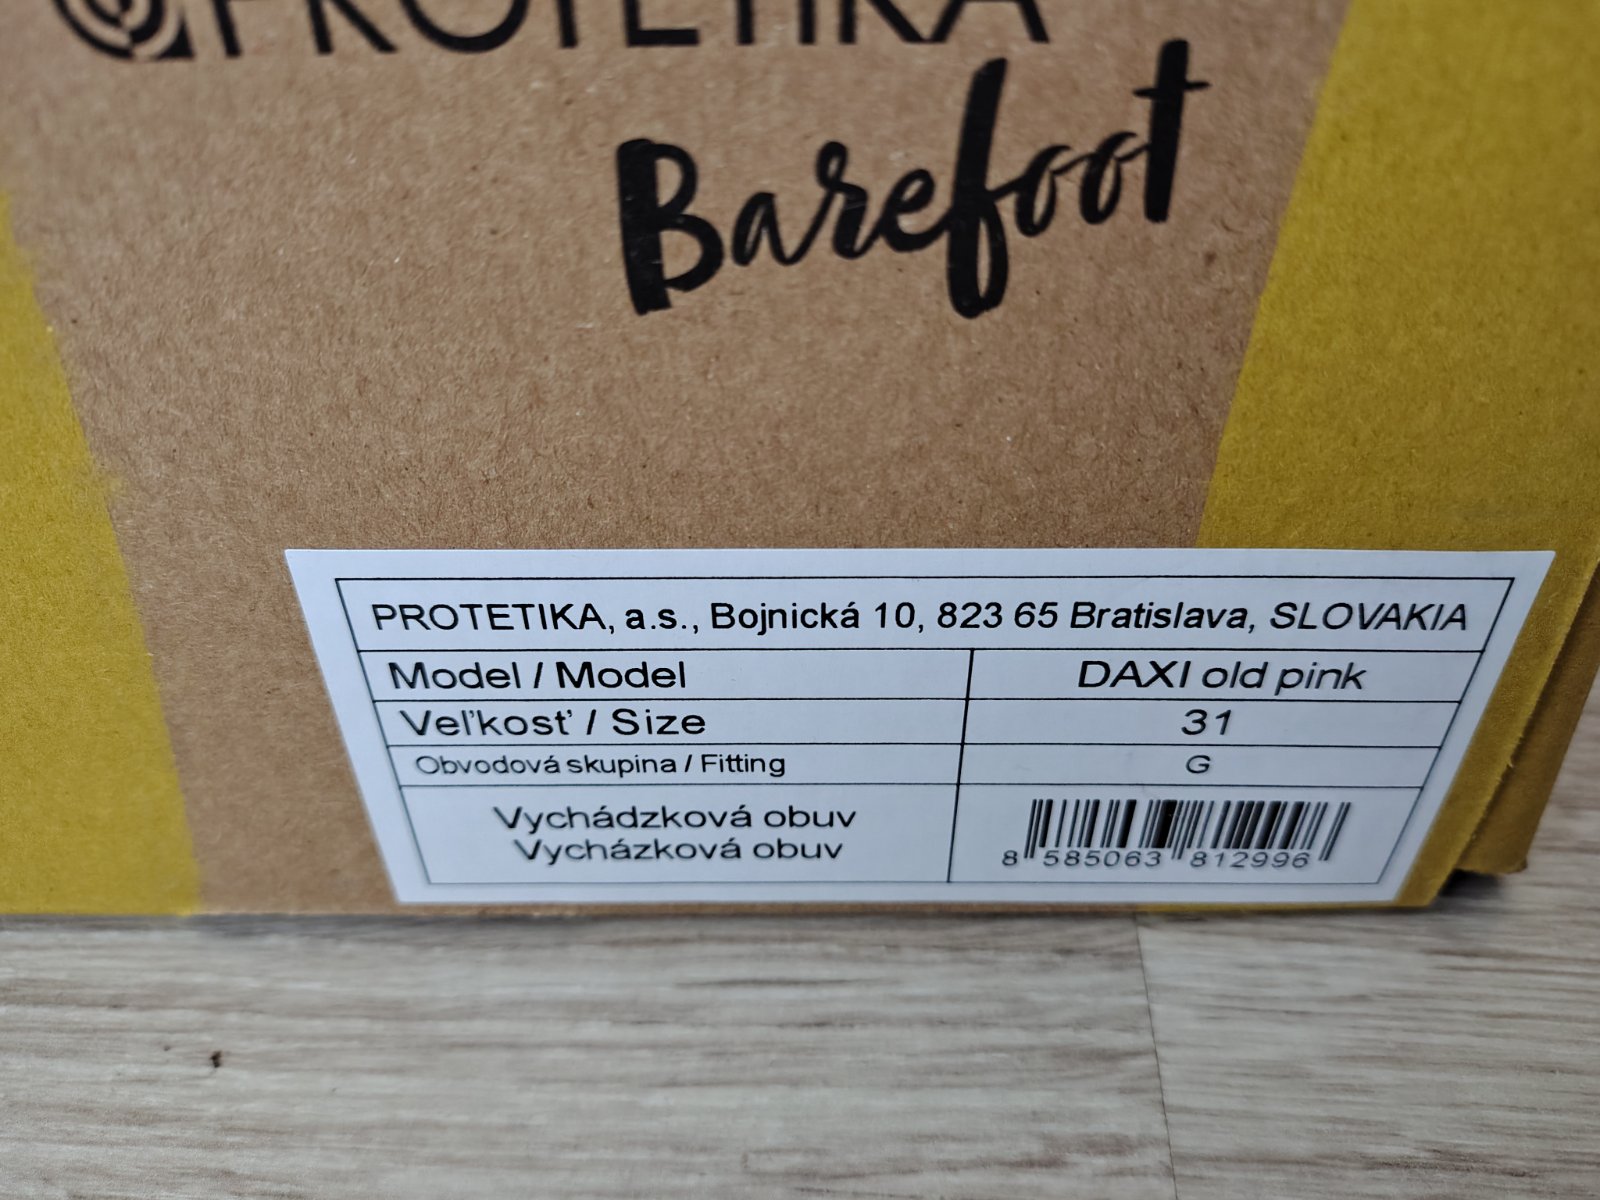 PROTETIKA
Barefoot
PROTETIKA, a.s., Bojnická 10, 823 65 Bratislava, SLOVAKIA
Model / Model DAXI old pink
Veľkosť / Size 31
Obvodová skupina / Fitting G
Vychádzková obuv
Vycházková obuv
8 585063 812996